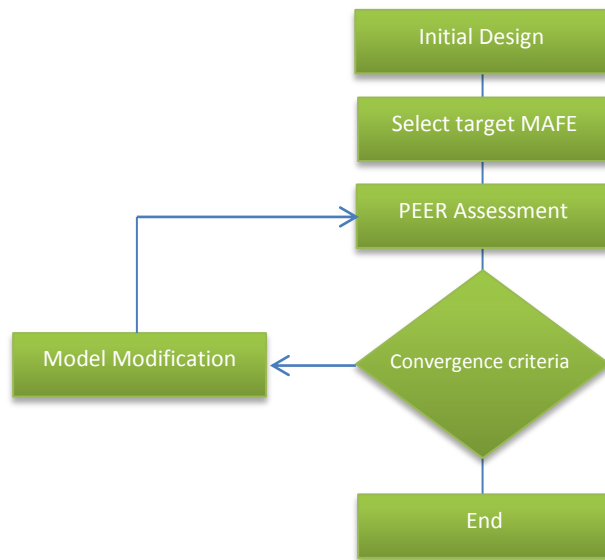 Initial Design
Select target MAFE
PEER Assessment
Model Modification
Convergence criteria
End